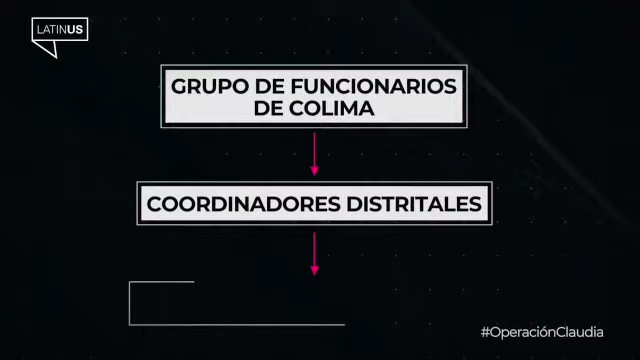 LATINUS
GRUPO DE FUNCIONARIOS
DE COLIMA
COORDINADORES DISTRITALES
#OperaciónClaudia